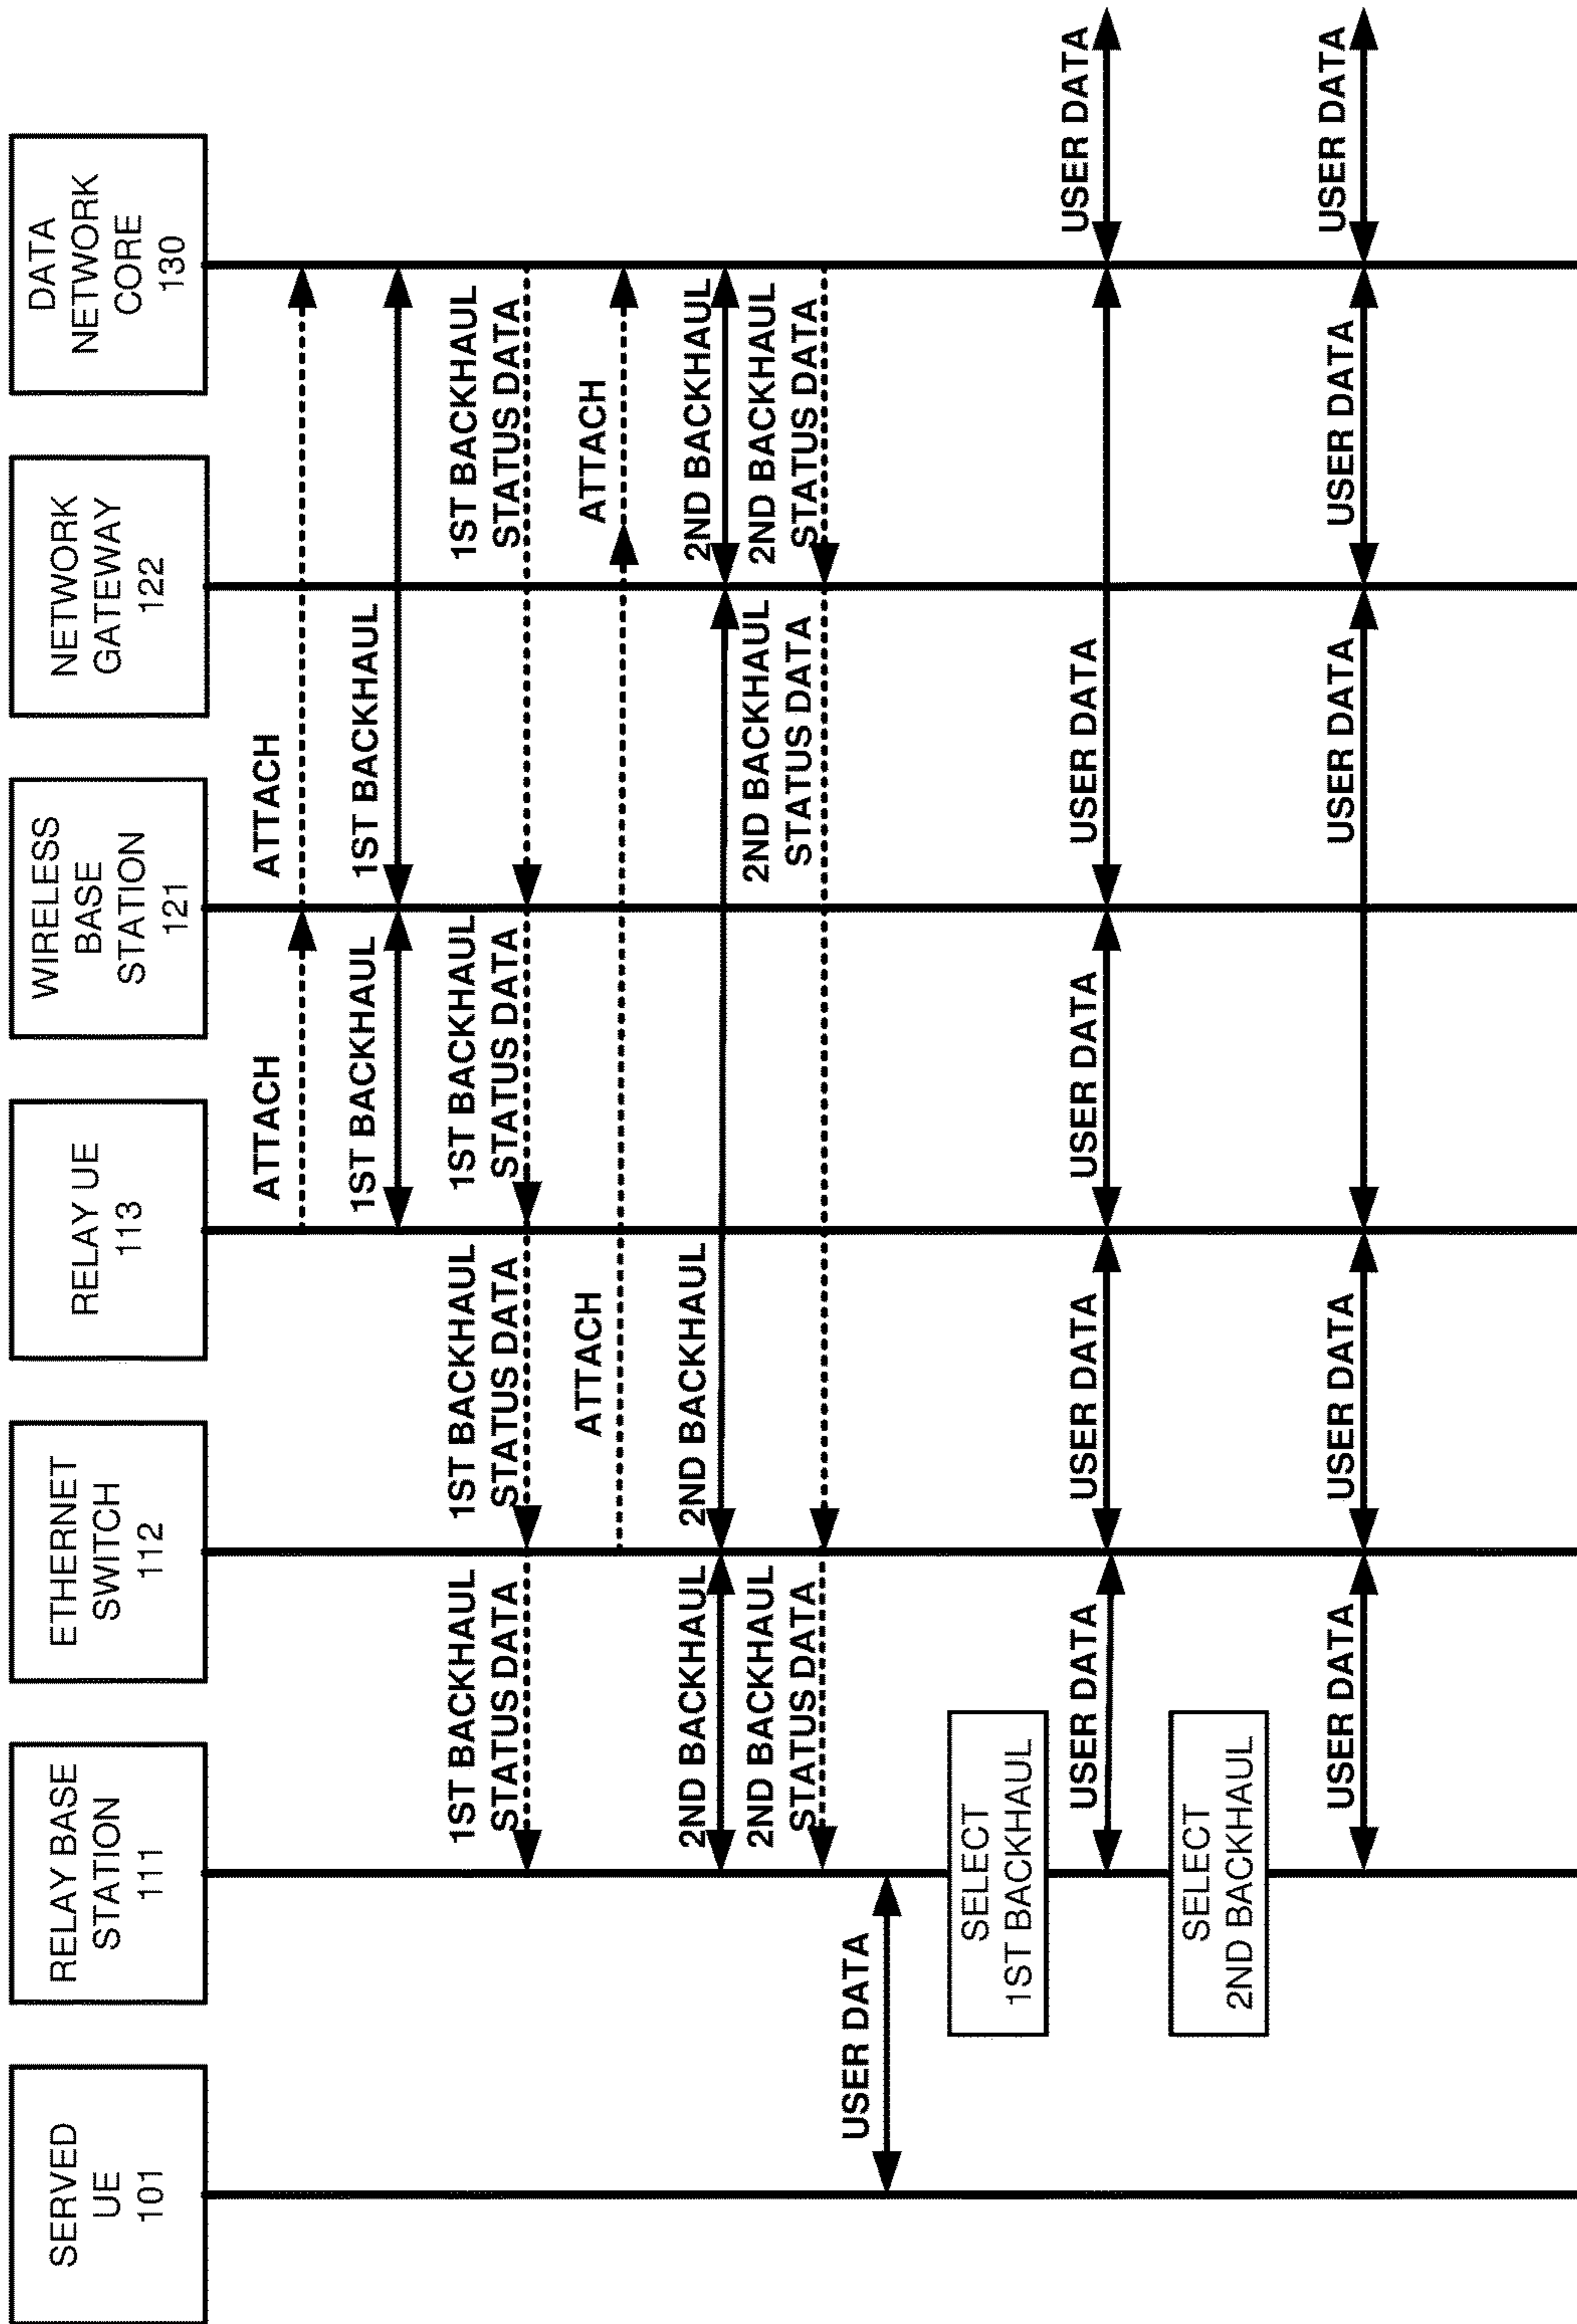 SERVED
UE
101
RELAY BASE
STATION
111
ETHERNET
SWITCH
112
RELAY UE
113
WIRELESS
BASE
STATION
121
NETWORK
GATEWAY
122
DATA
NETWORK
CORE
130
ATTACH
ATTACH
1ST BACKHAUL
1ST BACKHAUL
1ST BACKHAUL
STATUS DATA
1ST BACKHAUL
STATUS DATA
1ST BACKHAUL
STATUS DATA
1ST BACKHAUL
STATUS DATA
ATTACH
ATTACH
2ND BACKHAUL
2ND BACKHAUL
2ND BACKHAUL
2ND BACKHAUL
STATUS DATA
2ND BACKHAUL
STATUS DATA
2ND BACKHAUL
STATUS DATA
USER DATA
SELECT
1ST BACKHAUL
USER DATA
USER DATA
USER DATA
USER DATA
USER DATA
SELECT
2ND BACKHAUL
USER DATA
USER DATA
USER DATA
USER DATA
USER DATA